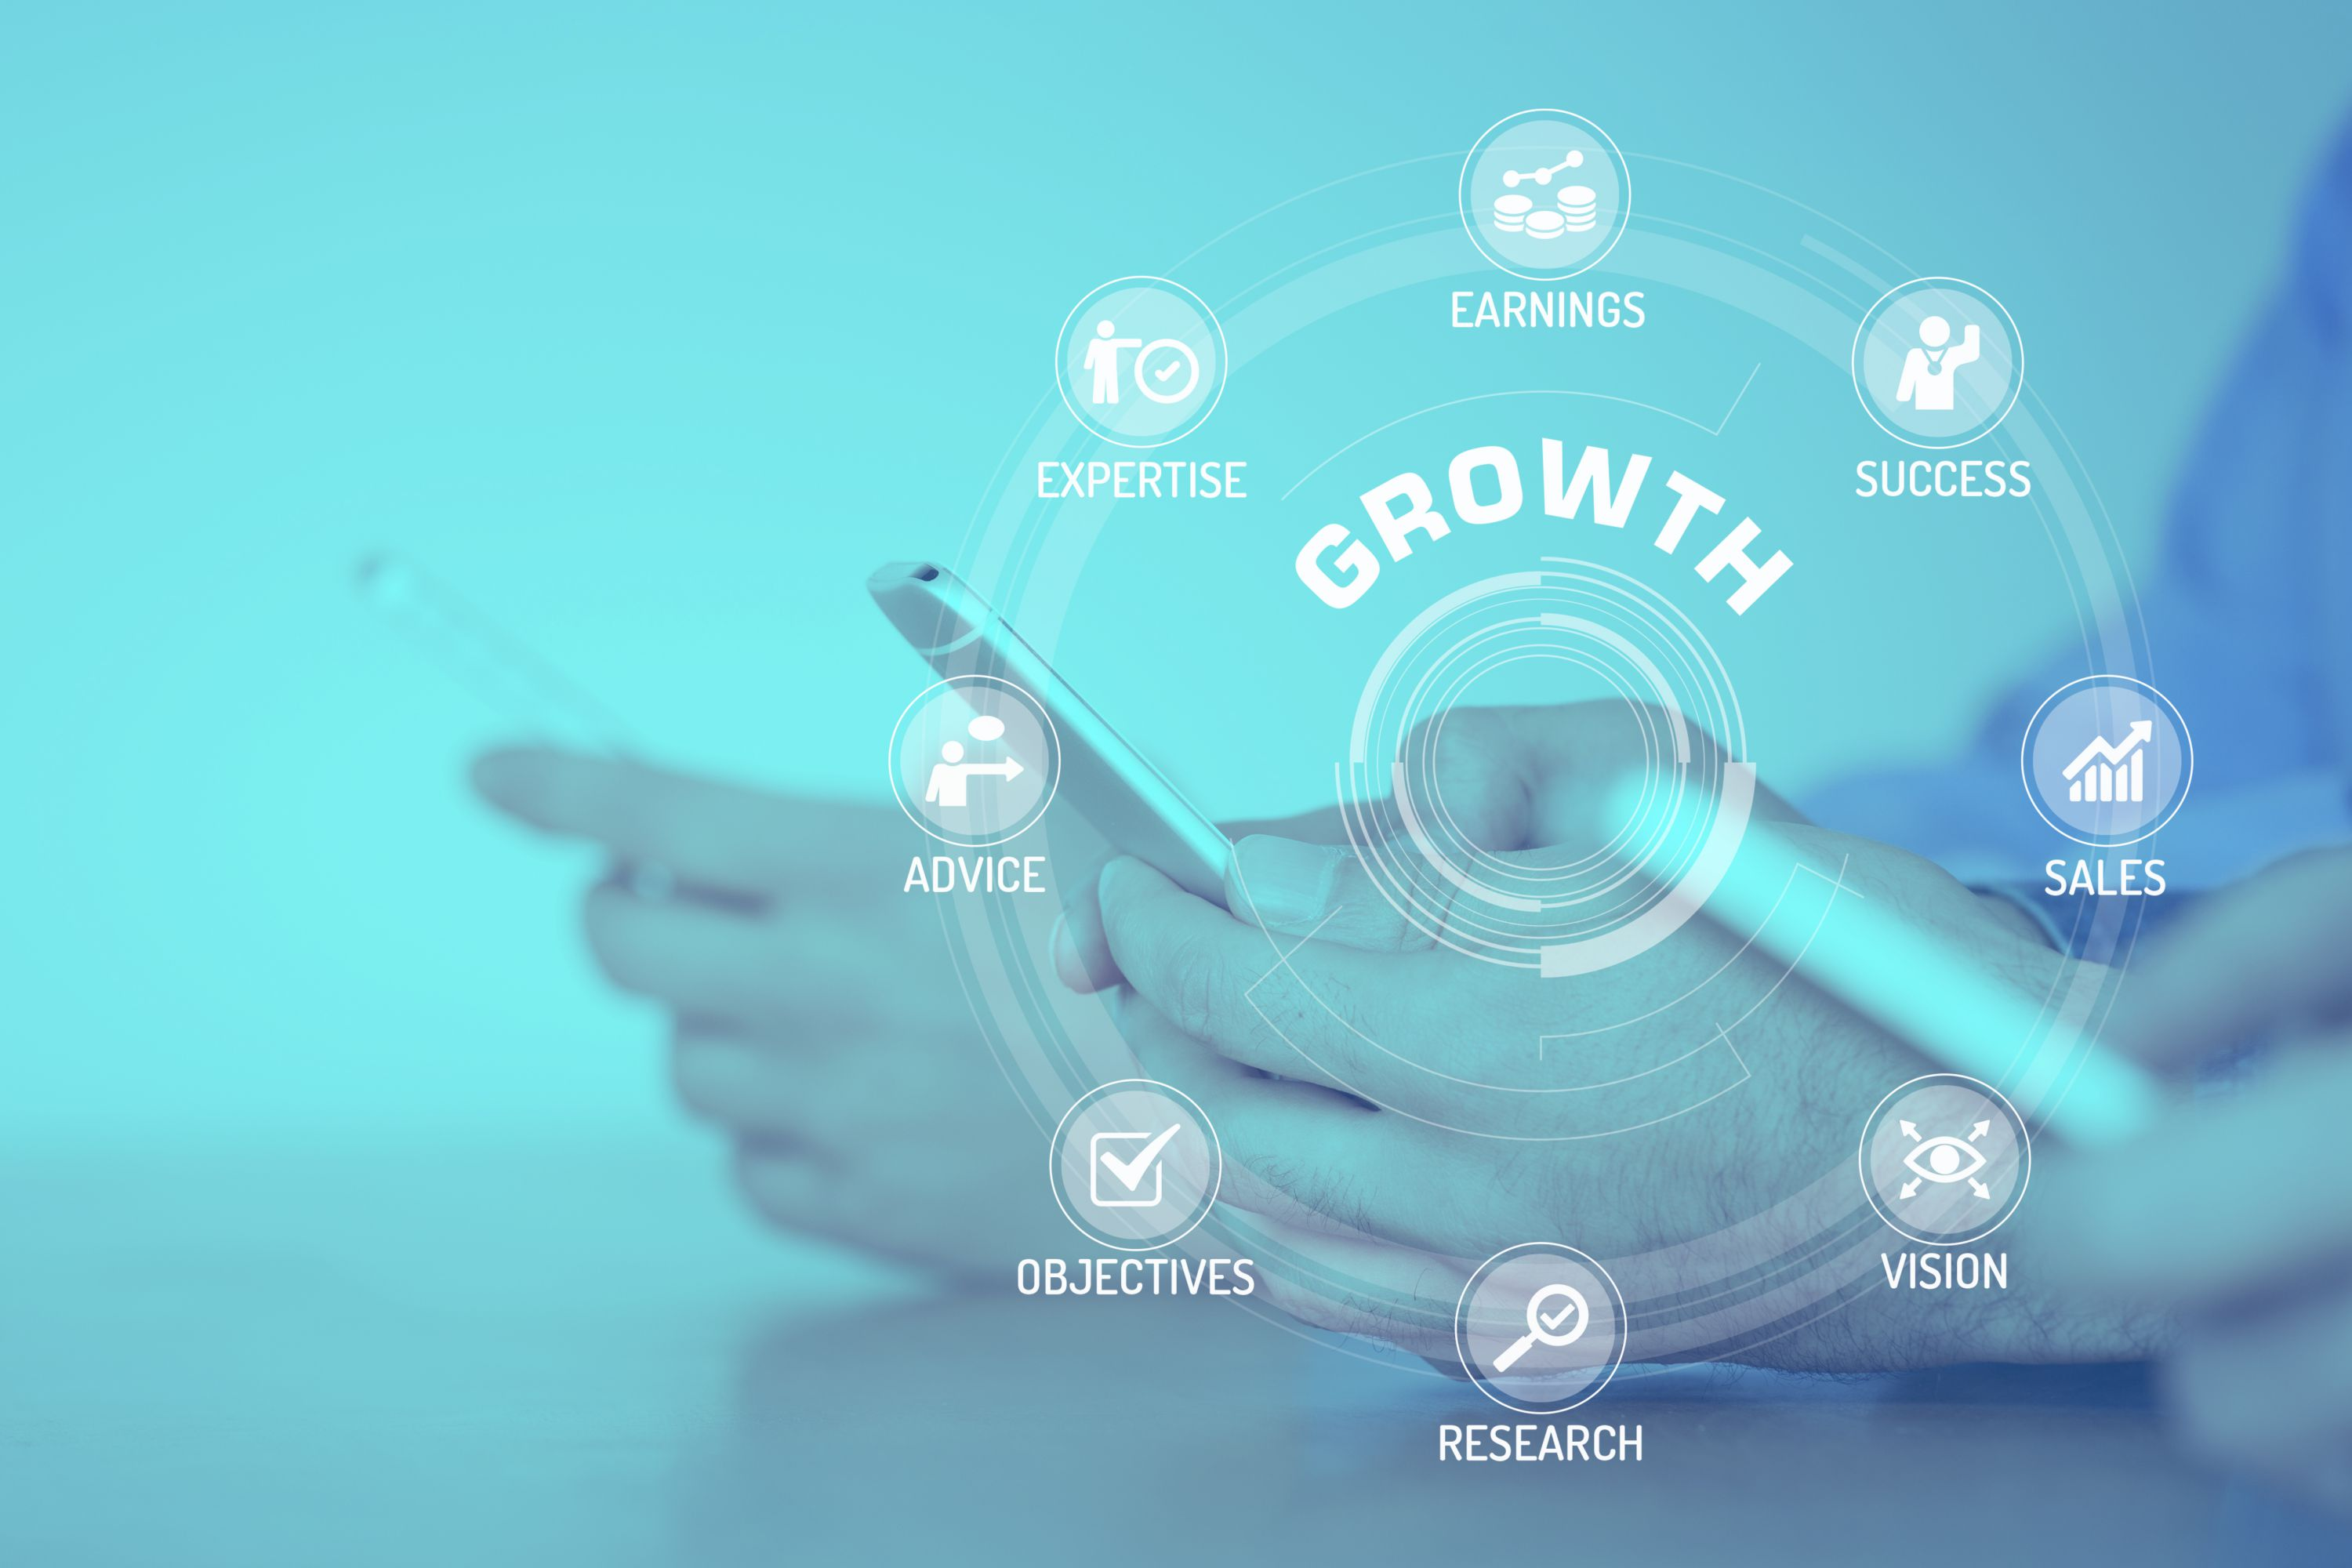 EARNINGS
EXPERTISE
SUCCESS
GROWTH
ADVICE
SALES
OBJECTIVES
VISION
RESEARCH